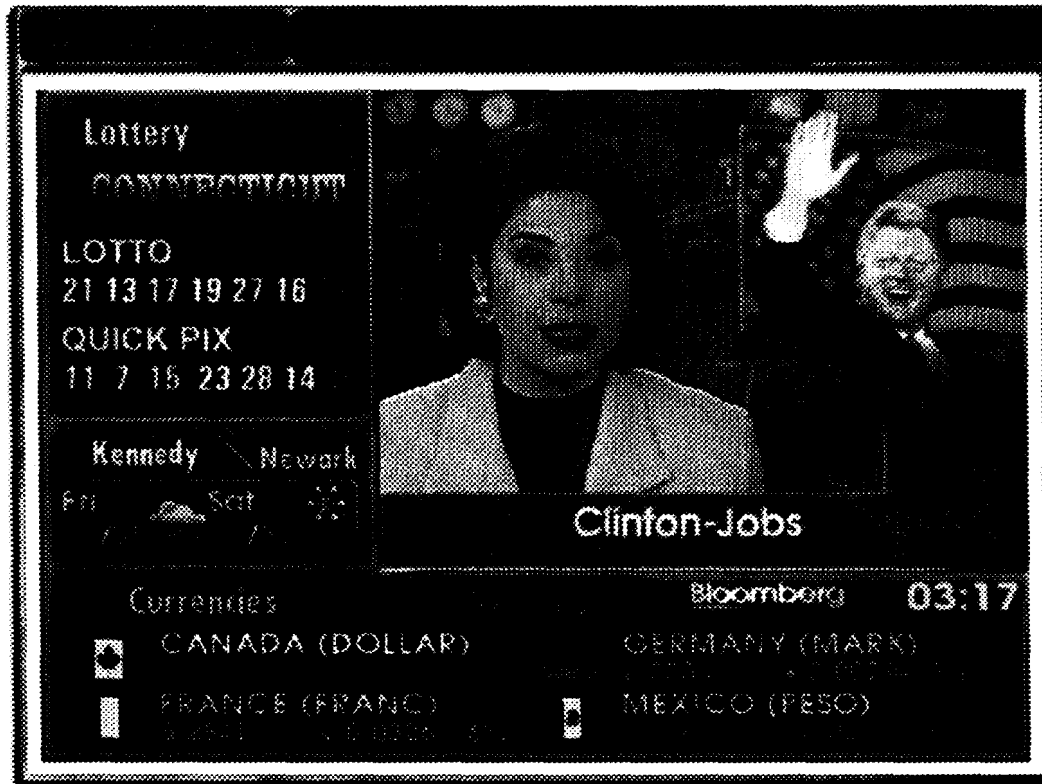 Lottery
CONNECTICUT
LOTTO
21 13 17 19 27 16
QUICK PIX
11 7 15 23 28 14
Kennedy Newark
Fri Sat
Clinton-Jobs
Currencies
Bloomberg 03:17
CANADA (DOLLAR)
GERMANY (MARK)
FRANCE (FRANC)
MEXICO (PESO)